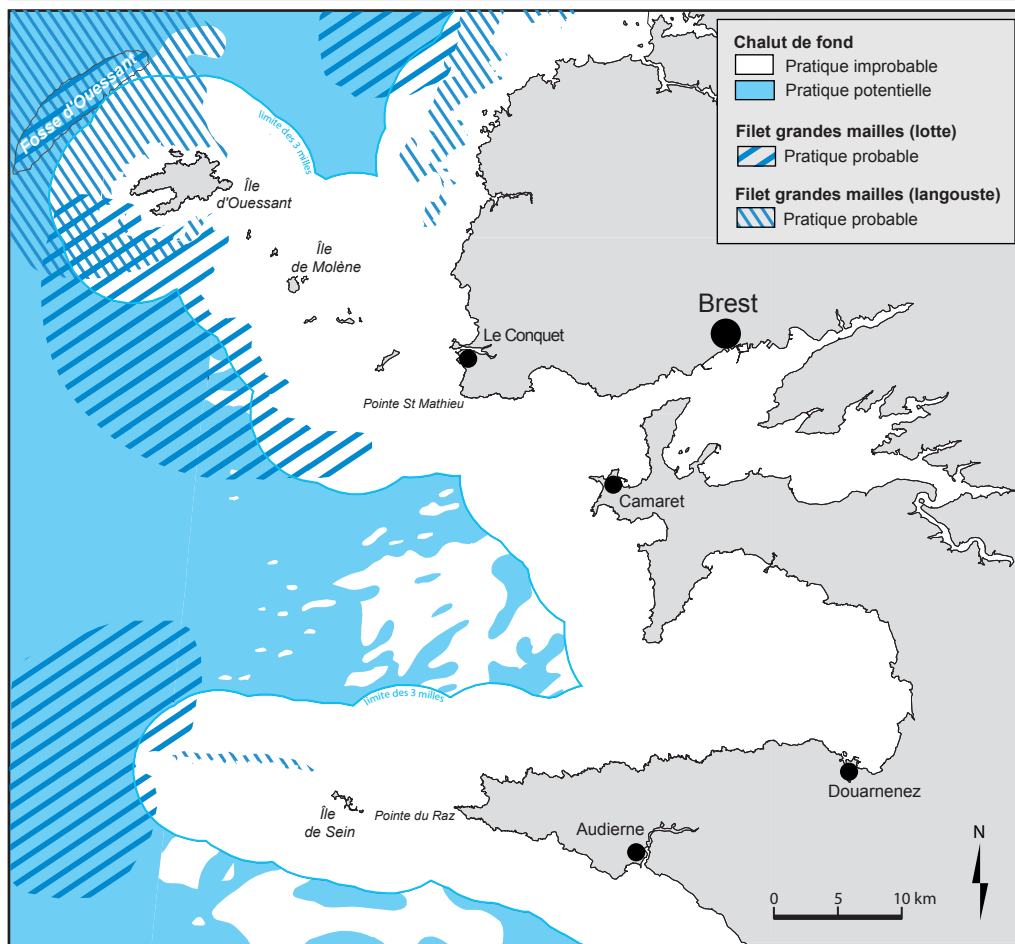 Chalut de fond
Pratique improbable
Pratique potentielle
Filet grandes mailles (lotte)
Pratique probable
Filet grandes mailles (langouste)
Pratique probable
Fosse d'Ouessant
limite des 3 milles
Île
d'Ouessant
Île
de Molène
Brest
Le Conquet
Pointe St Mathieu
Camaret
limite des 3 milles
Île
de Sein
Pointe du Raz
Douarnenez
Audierne
N
0 5 10 km